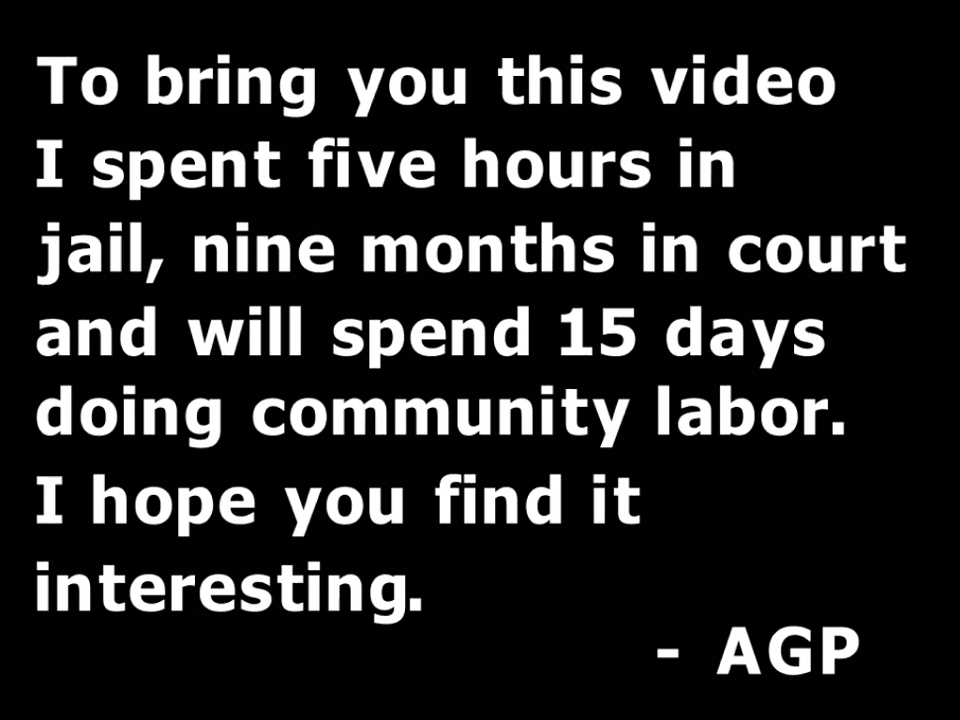 To bring you this video
I spent five hours in
jail, nine months in court
and will spend 15 days
doing community labor.
I hope you find it
interesting.
- AGP